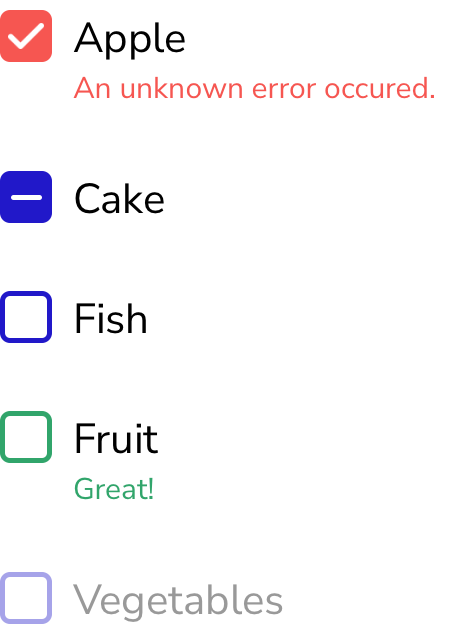 Apple
An unknown error occured.
Cake
Fish
Fruit
Great!
Vegetables